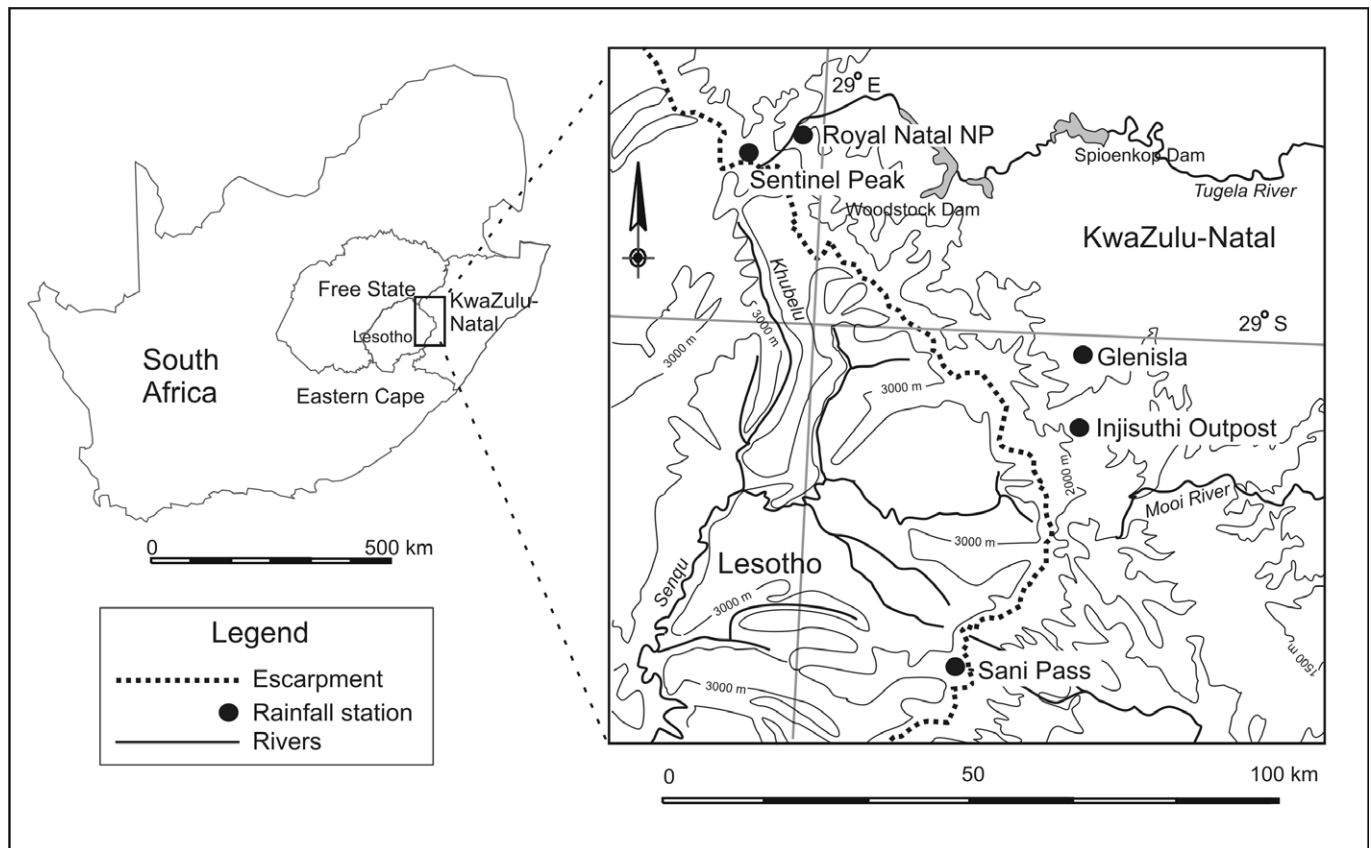 Free State
KwaZulu-
Natal
Lesotho
South
Africa
Eastern Cape
0 500 km
Legend
Escarpment
Rainfall station
Rivers
29° E
Royal Natal NP
Sentinel Peak
Spioenkop Dam
Tugela River
Woodstock Dam
KwaZulu-Natal
Khubelu
3000 m
29° S
3000 m
Glenisla
3000 m
Injisuthi Outpost
2000 m
Mooi River
3000 m
Lesotho
Senqu
3000 m
1500 m
Sani Pass
3000 m
0 50 100 km